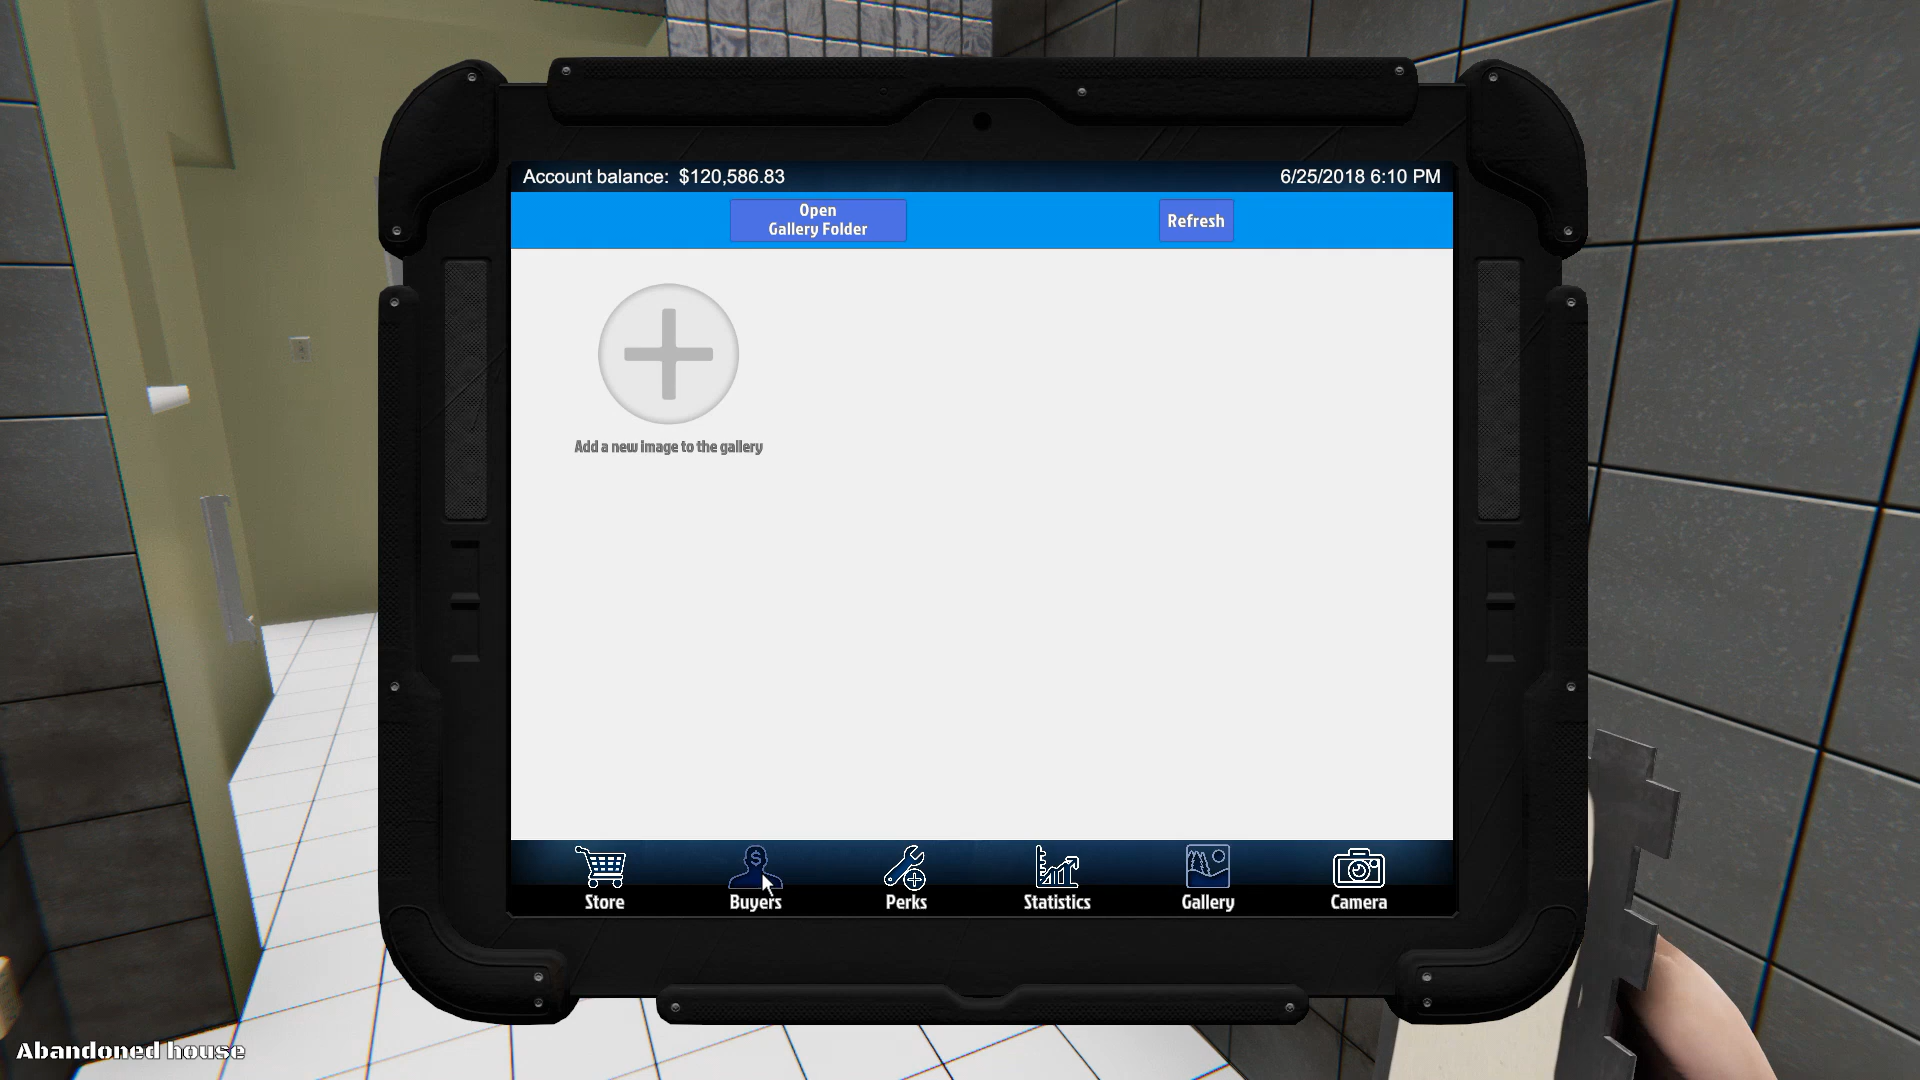 Account balance: $120,586.83
6/25/2018 6:10 PM
Open
Gallery Folder
Refresh
Add a new image to the gallery
Store
Buyers
Perks
Statistics
Gallery
Camera
Abandoned house